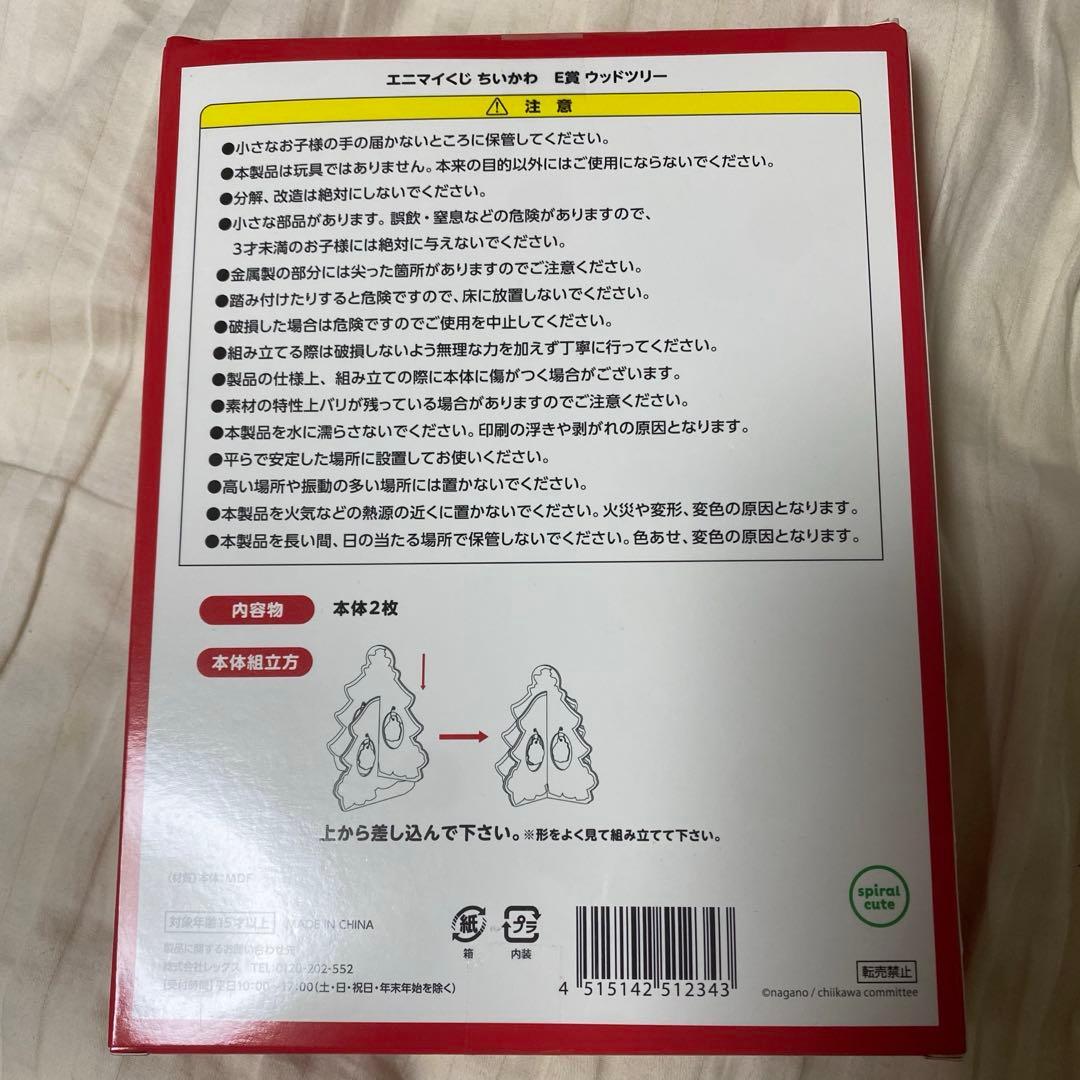 エニマイくじ ちいかわ　E賞 ウッドツリー
⚠ 注 意
●小さなお子様の手の届かないところに保管してください。
●本製品は玩具ではありません。本来の目的以外にはご使用にならないでください。
●分解、改造は絶対にしないでください。
●小さな部品があります。誤飲・窒息などの危険がありますので、
3才未満のお子様には絶対に与えないでください。
●金属製の部分には尖った箇所がありますのでご注意ください。
●踏み付けたりすると危険ですので、床に放置しないでください。
●破損した場合は危険ですのでご使用を中止してください。
●組み立てる際は破損しないよう無理な力を加えず丁寧に行ってください。
●製品の仕様上、組み立ての際に本体に傷がつく場合がございます。
●素材の特性上バリが残っている場合がありますのでご注意ください。
●本製品を水に濡らさないでください。印刷の浮きや剥がれの原因となります。
●平らで安定した場所に設置してお使いください。
●高い場所や振動の多い場所には置かないでください。
●本製品を火気などの熱源の近くに置かないでください。火災や変形、変色の原因となります。
●本製品を長い間、日の当たる場所で保管しないでください。色あせ、変色の原因となります。
内容物 本体2枚
本体組立方
上から差し込んで下さい。※形をよく見て組み立てて下さい。
(材質)本体:MDF
spiral
cute
対象年齢15才以上 MADE IN CHINA
紙 プラ
箱 内装
製品に関するお問い合わせ先
株式会社レッグス TEL:0120-202-552
【受付時間】平日10:00~17:00(土・日・祝日・年末年始を除く)
4 515142 512343
転売禁止
©nagano / chiikawa committee